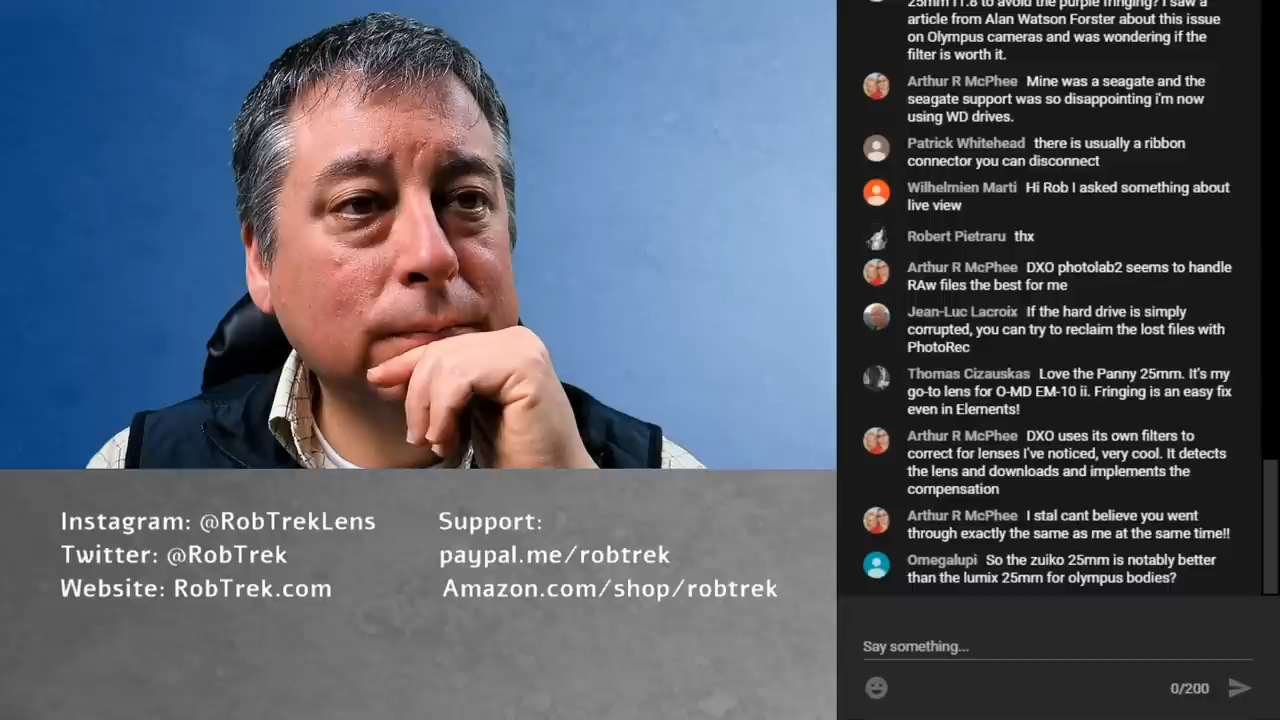 25mm f1.8 to avoid the purple fringing? I saw a
article from Alan Watson Forster about this issue
on Olympus cameras and was wondering if the
filter is worth it.
Arthur R McPhee Mine was a seagate and the
seagate support was so disappointing i'm now
using WD drives.
Patrick Whitehead there is usually a ribbon
connector you can disconnect
Wilhelmien Marti Hi Rob I asked something about
live view
Robert Pietraru thx
Arthur R McPhee DXO photolab2 seems to handle
RAw files the best for me
Jean-Luc Lacroix If the hard drive is simply
corrupted, you can try to reclaim the lost files with
PhotoRec
Thomas Cizauskas Love the Panny 25mm. It's my
go-to lens for O-MD EM-10 ii. Fringing is an easy fix
even in Elements!
Arthur R McPhee DXO uses its own filters to
correct for lenses I've noticed, very cool. It detects
the lens and downloads and implements the
compensation
Arthur R McPhee I stal cant believe you went
through exactly the same as me at the same time!!
Omegalupi So the zuiko 25mm is notably better
than the lumix 25mm for olympus bodies?
Say something...
0/200
Instagram: @RobTrekLens
Twitter: @RobTrek
Website: RobTrek.com
Support:
paypal.me/robtrek
Amazon.com/shop/robtrek